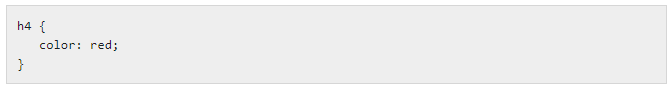 h4 {
   color: red;
}